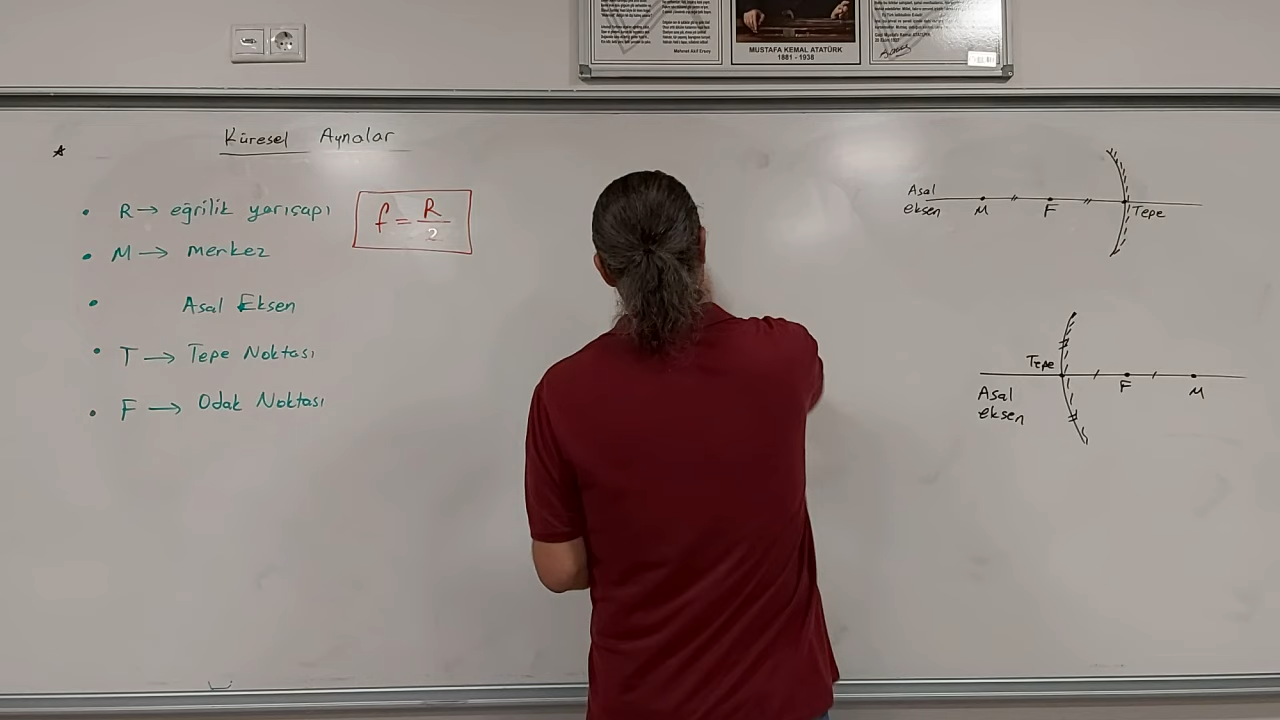 Mehmet Akif Ersoy
MUSTAFA KEMAL ATATÜRK
1881 - 1938
Küresel Aynalar
R → eğrilik yarıçapı
f = R
2
M → merkez
Asal Eksen
T → Tepe Noktası
F → Odak Noktası
Asal
eksen
M F Tepe
Tepe
F M
Asal
eksen